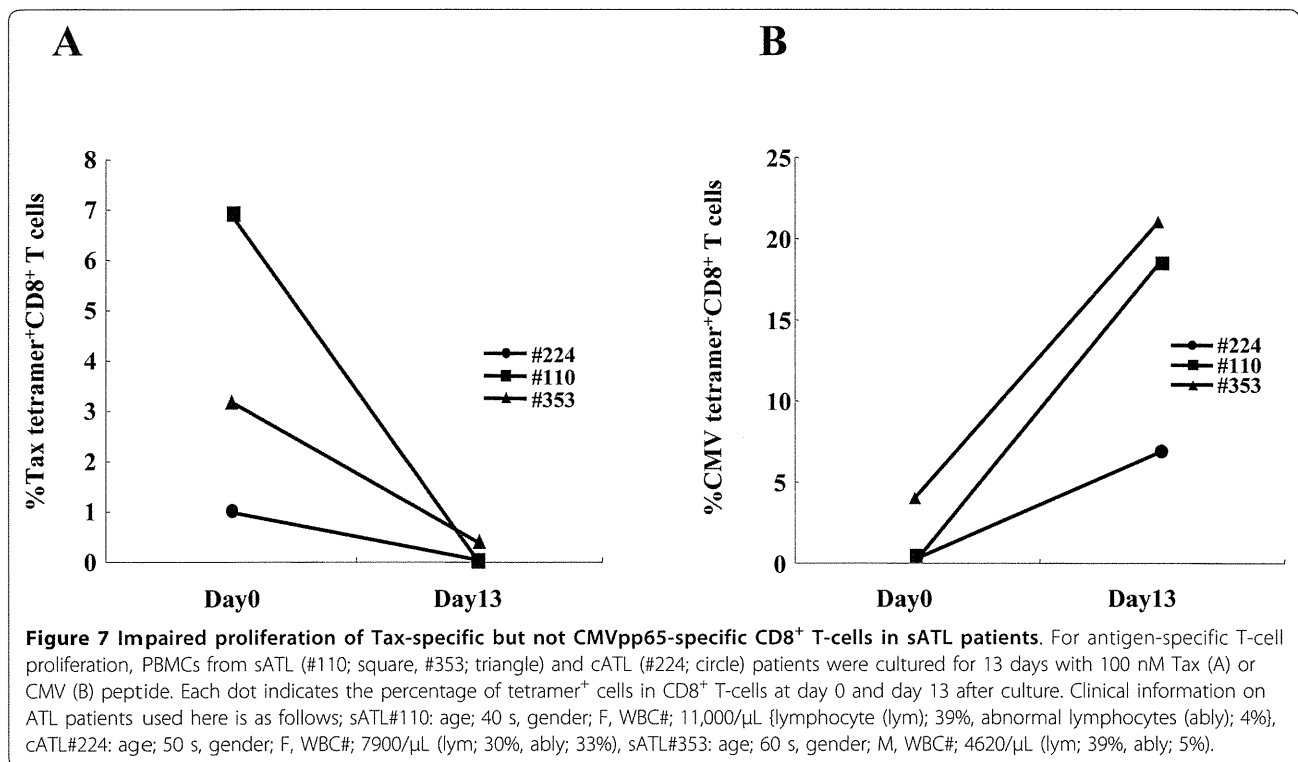 A
%Tax tetramer⁺CD8⁺ T cells
8
7
6
5
4
3
2
1
0
#224
#110
#353
Day0
Day13
B
%CMV tetramer⁺CD8⁺ T cells
25
20
15
10
5
0
#224
#110
#353
Day0
Day13
Figure 7 Impaired proliferation of Tax-specific but not CMVpp65-specific CD8⁺ T-cells in sATL patients. For antigen-specific T-cell
proliferation, PBMCs from sATL (#110; square, #353; triangle) and cATL (#224; circle) patients were cultured for 13 days with 100 nM Tax (A) or
CMV (B) peptide. Each dot indicates the percentage of tetramer⁺ cells in CD8⁺ T-cells at day 0 and day 13 after culture. Clinical information on
ATL patients used here is as follows; sATL#110: age; 40 s, gender; F, WBC#; 11,000/μL {lymphocyte (lym); 39%, abnormal lymphocytes (ably); 4%},
cATL#224: age; 50 s, gender; F, WBC#; 7900/μL (lym; 30%, ably; 33%), sATL#353: age; 60 s, gender; M, WBC#; 4620/μL (lym; 39%, ably; 5%).